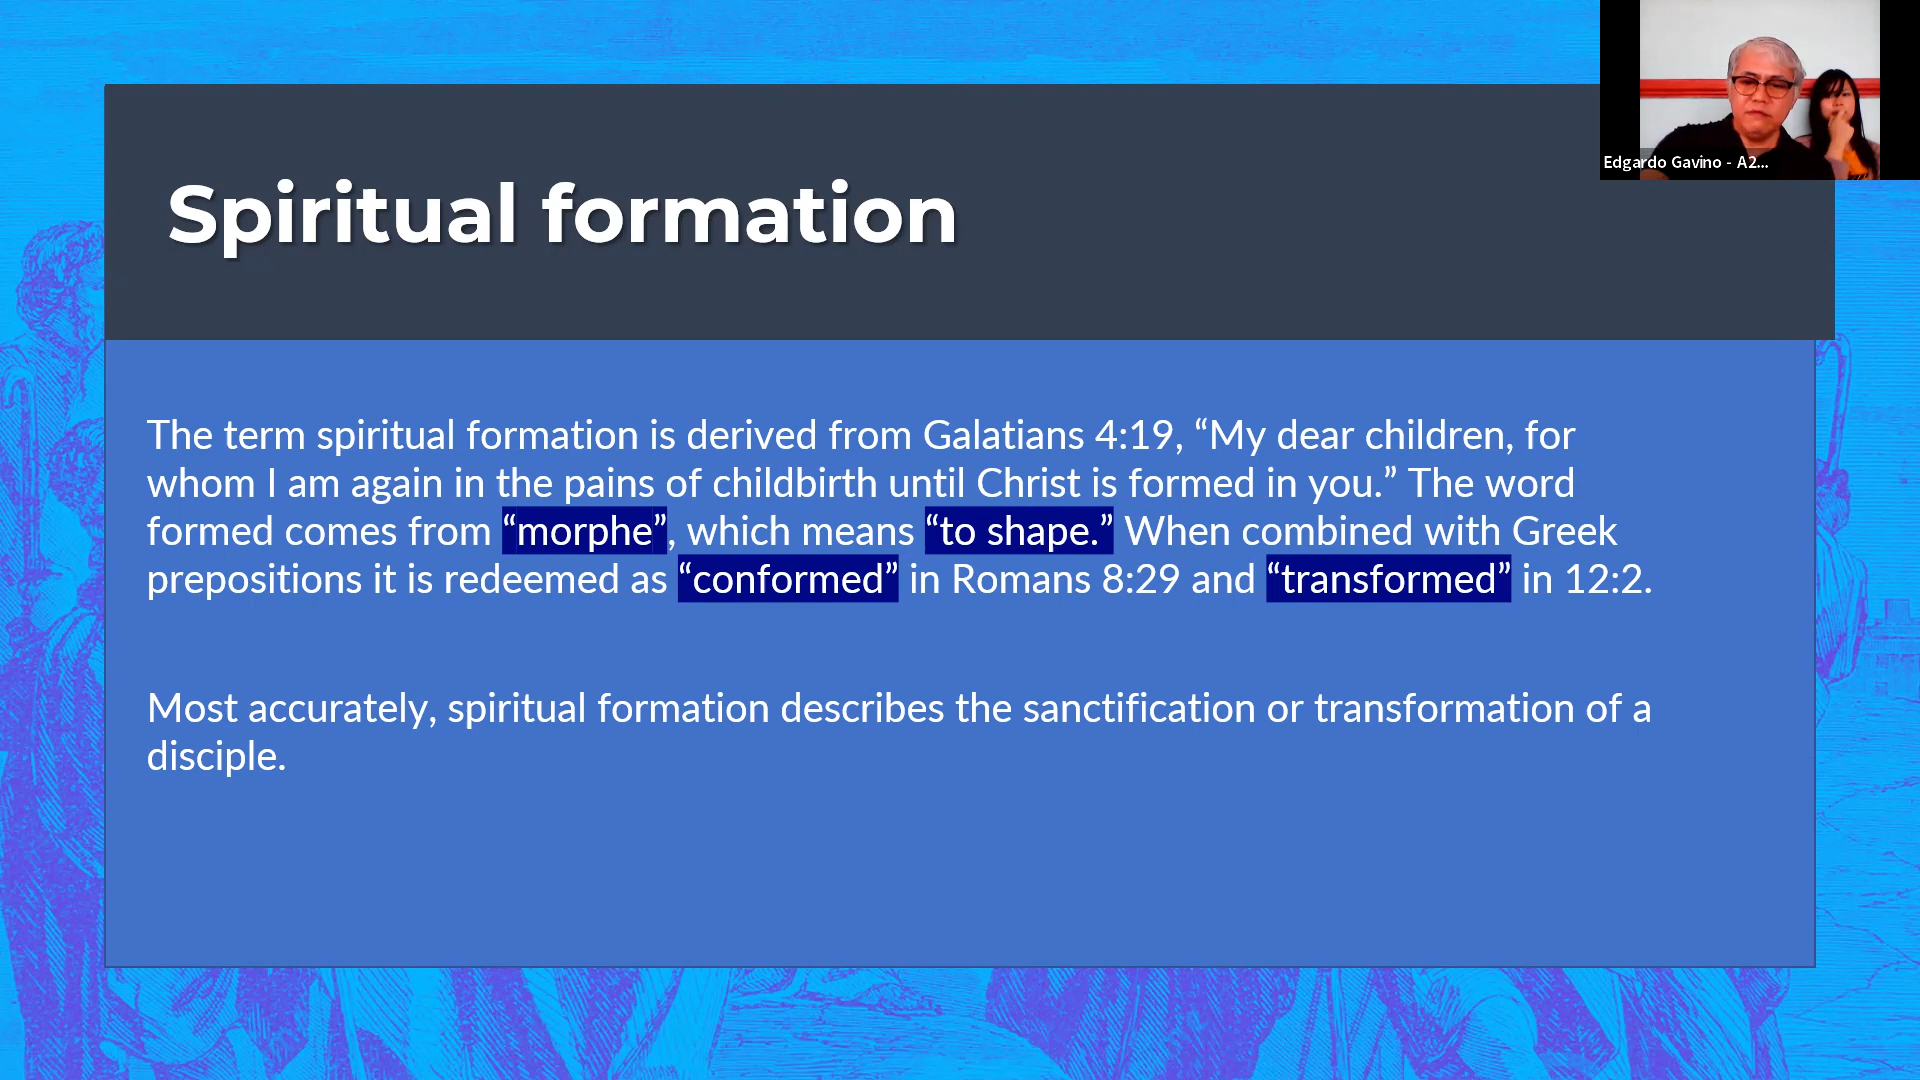 Spiritual formation
Edgardo Gavino - A2...
The term spiritual formation is derived from Galatians 4:19, “My dear children, for
whom I am again in the pains of childbirth until Christ is formed in you.” The word
formed comes from “morphe”, which means “to shape.” When combined with Greek
prepositions it is redeemed as “conformed” in Romans 8:29 and “transformed” in 12:2.
Most accurately, spiritual formation describes the sanctification or transformation of a
disciple.